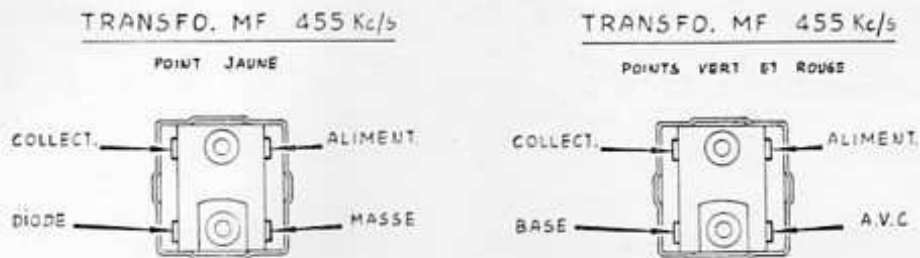 TRANSFO. MF 455 Kc/s
POINT JAUNE
COLLECT.
ALIMENT.
DIODE
MASSE
TRANSFO. MF 455 Kc/s
POINTS VERT ET ROUGE
COLLECT.
ALIMENT.
BASE
A.V.C